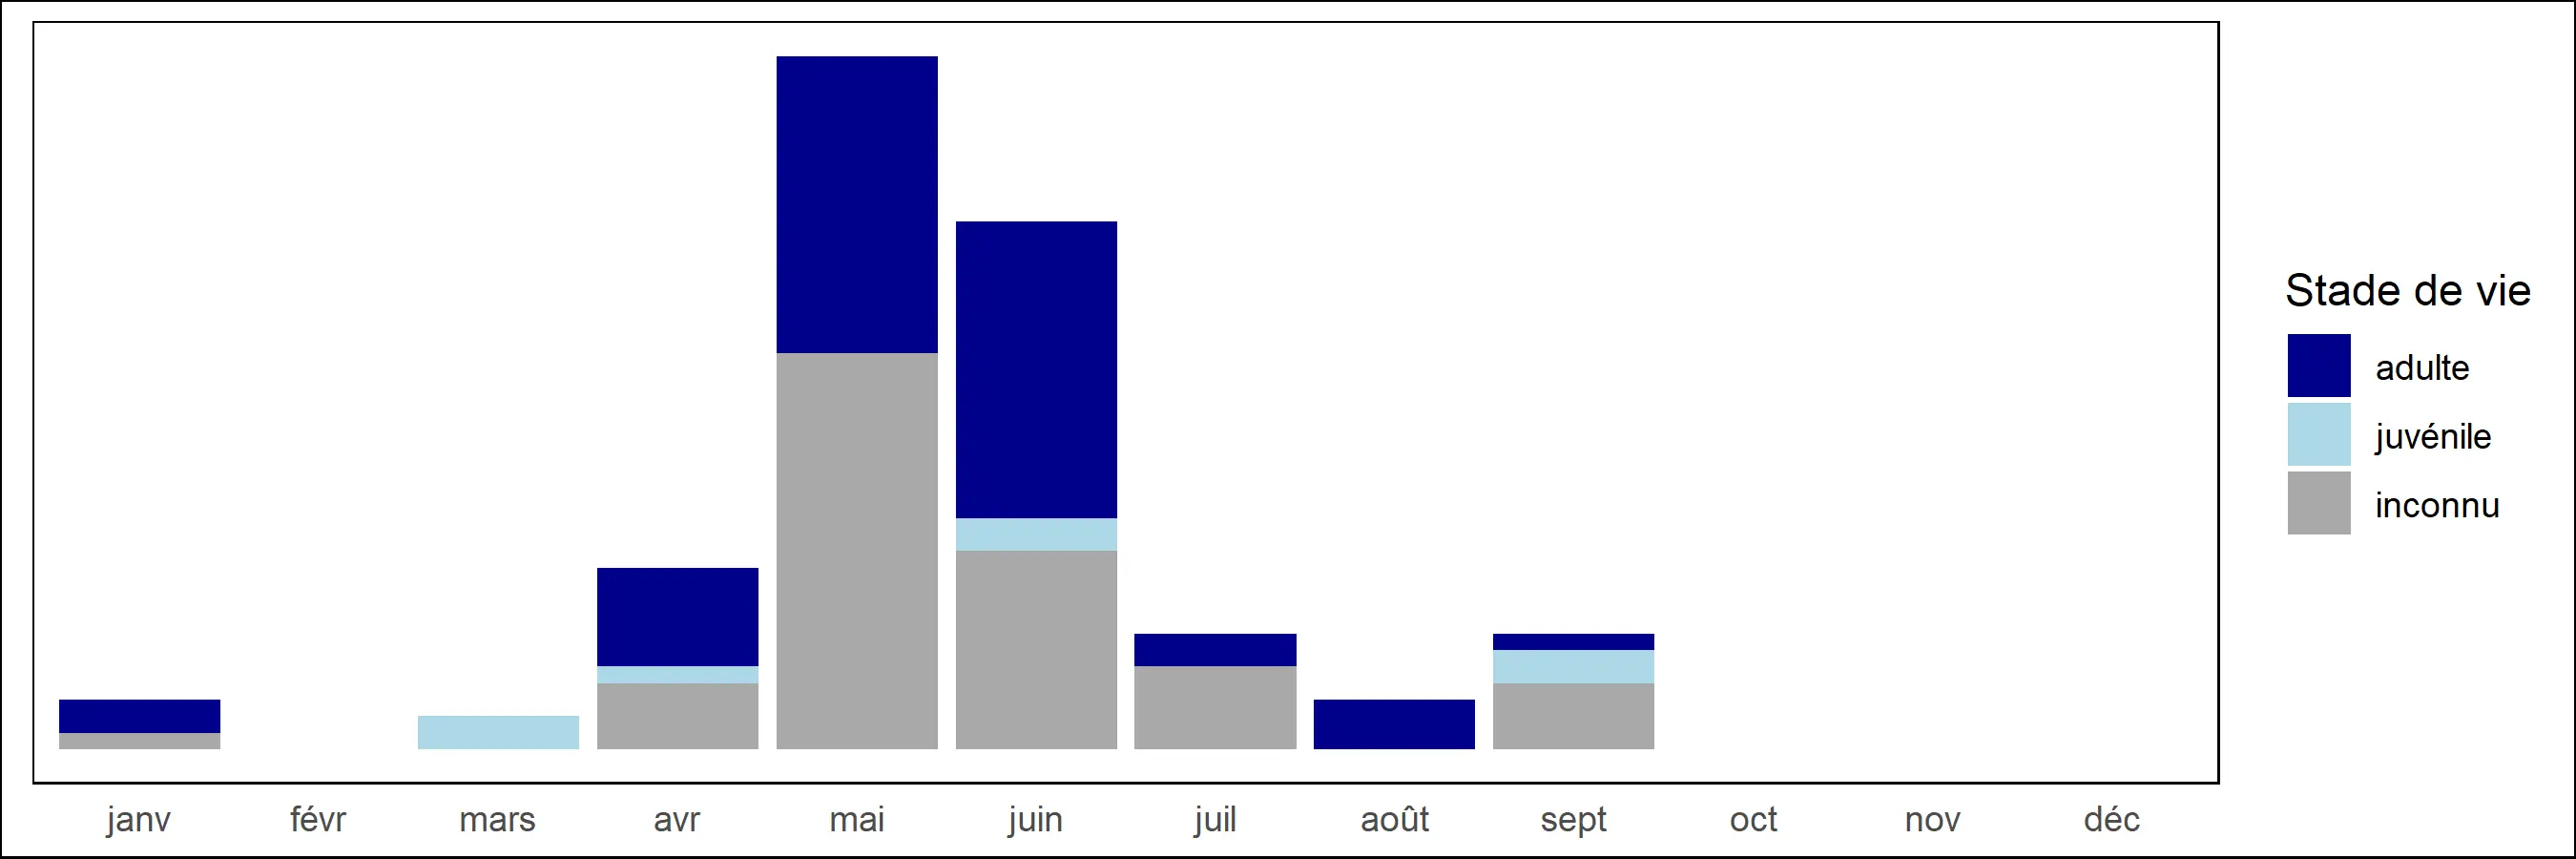 Stade de vie
adulte
juvénile
inconnu
janv févr mars avr mai juin juil août sept oct nov déc